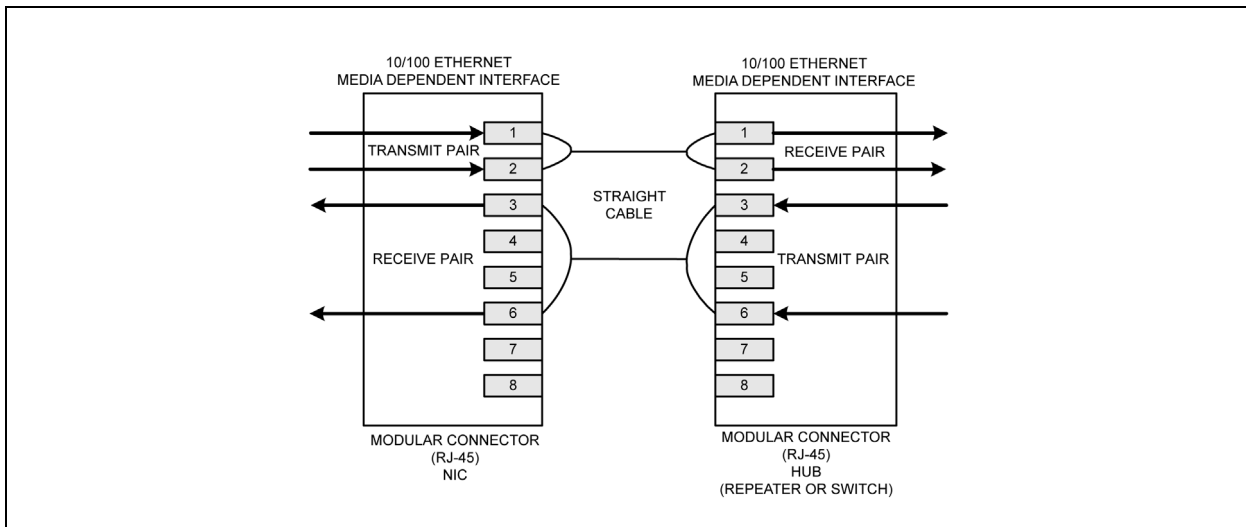 10/100 ETHERNET
MEDIA DEPENDENT INTERFACE
1
TRANSMIT PAIR
2
3
4
RECEIVE PAIR
5
6
7
8
MODULAR CONNECTOR
(RJ-45)
NIC
STRAIGHT
CABLE
10/100 ETHERNET
MEDIA DEPENDENT INTERFACE
1
RECEIVE PAIR
2
3
4
TRANSMIT PAIR
5
6
7
8
MODULAR CONNECTOR
(RJ-45)
HUB
(REPEATER OR SWITCH)